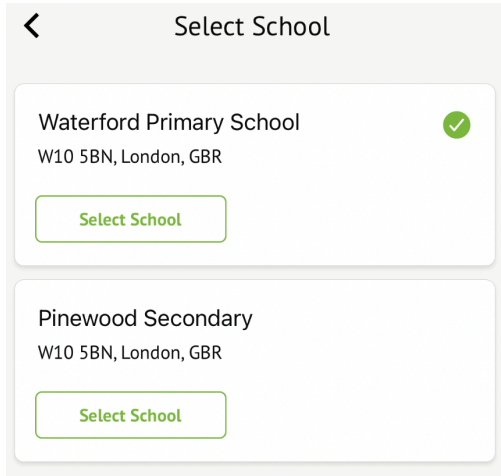 Select School
Waterford Primary School
W10 5BN, London, GBR
Select School
Pinewood Secondary
W10 5BN, London, GBR
Select School